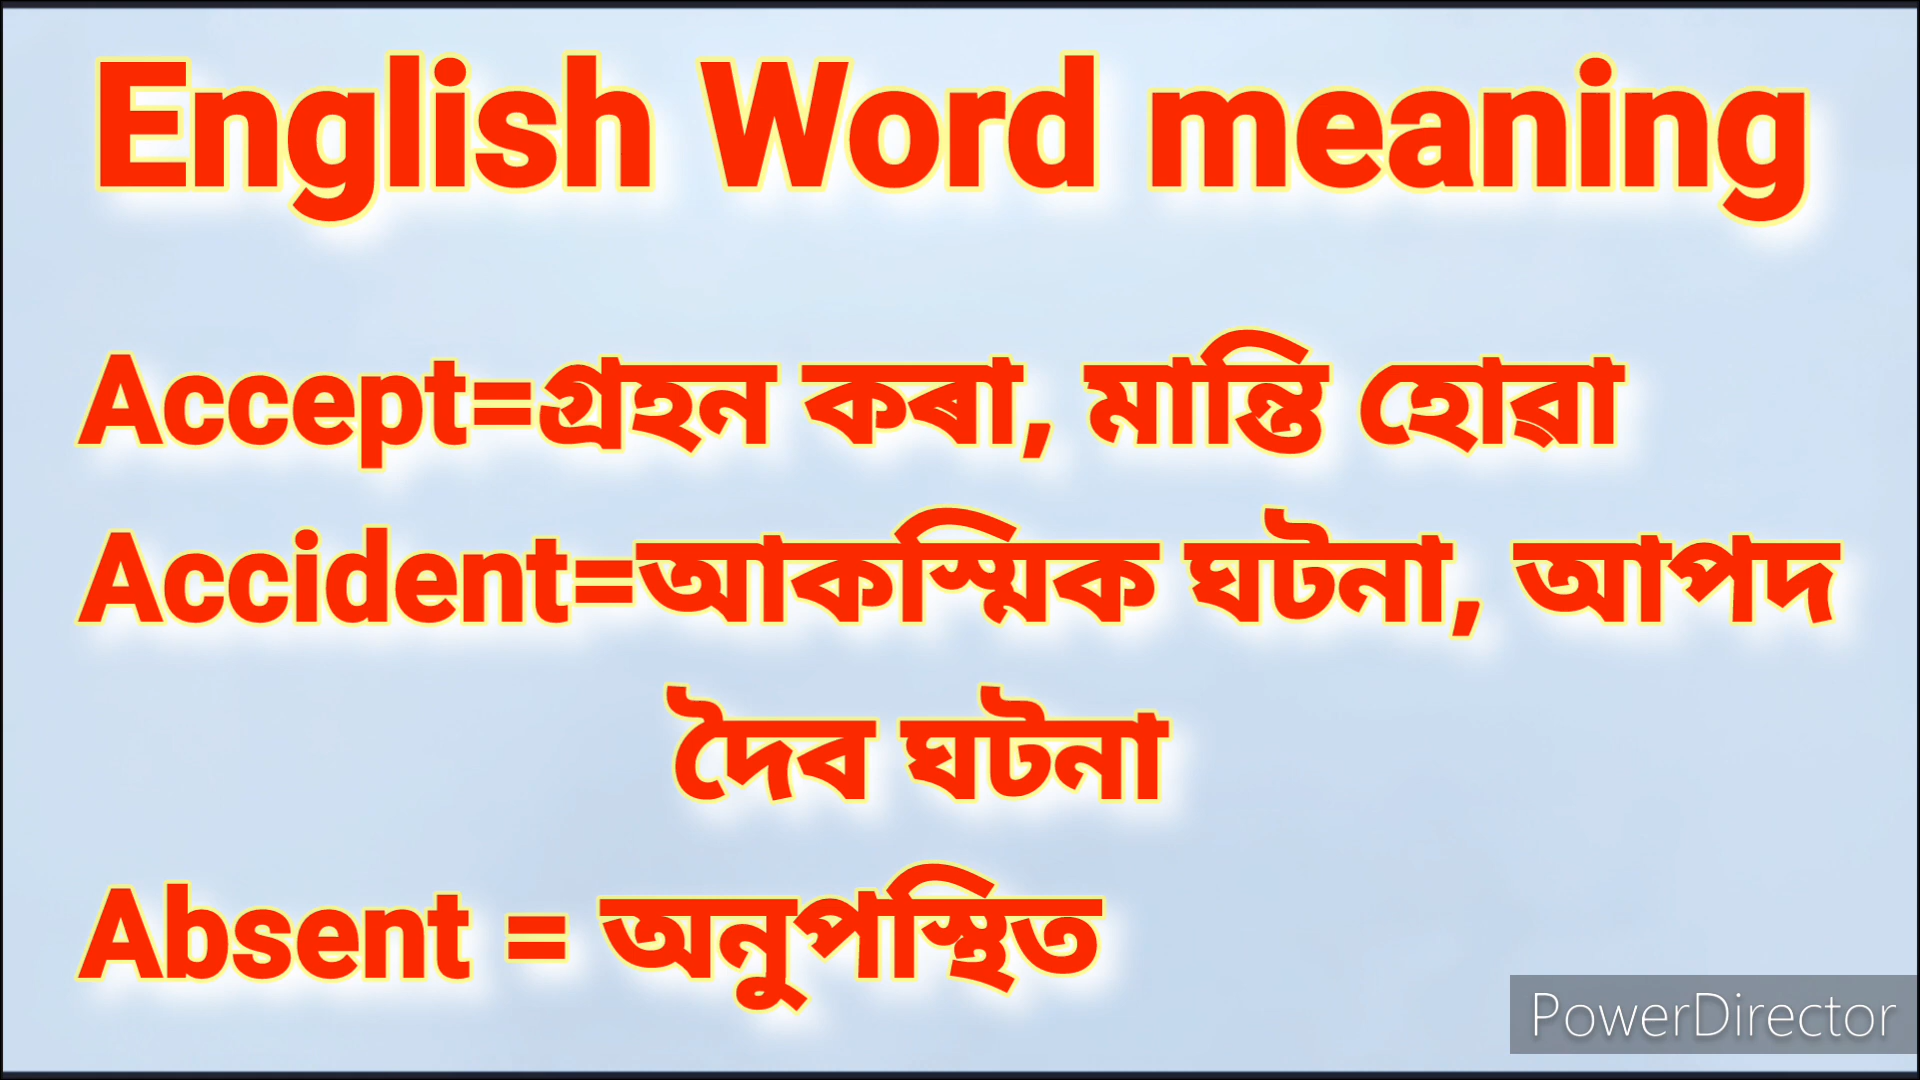 English Word meaning
Accept=গ্ৰহন কৰা, মান্তি হোৱা
Accident=আকস্মিক ঘটনা, আপদ
দৈব ঘটনা
Absent = অনুপস্থিত
PowerDirector